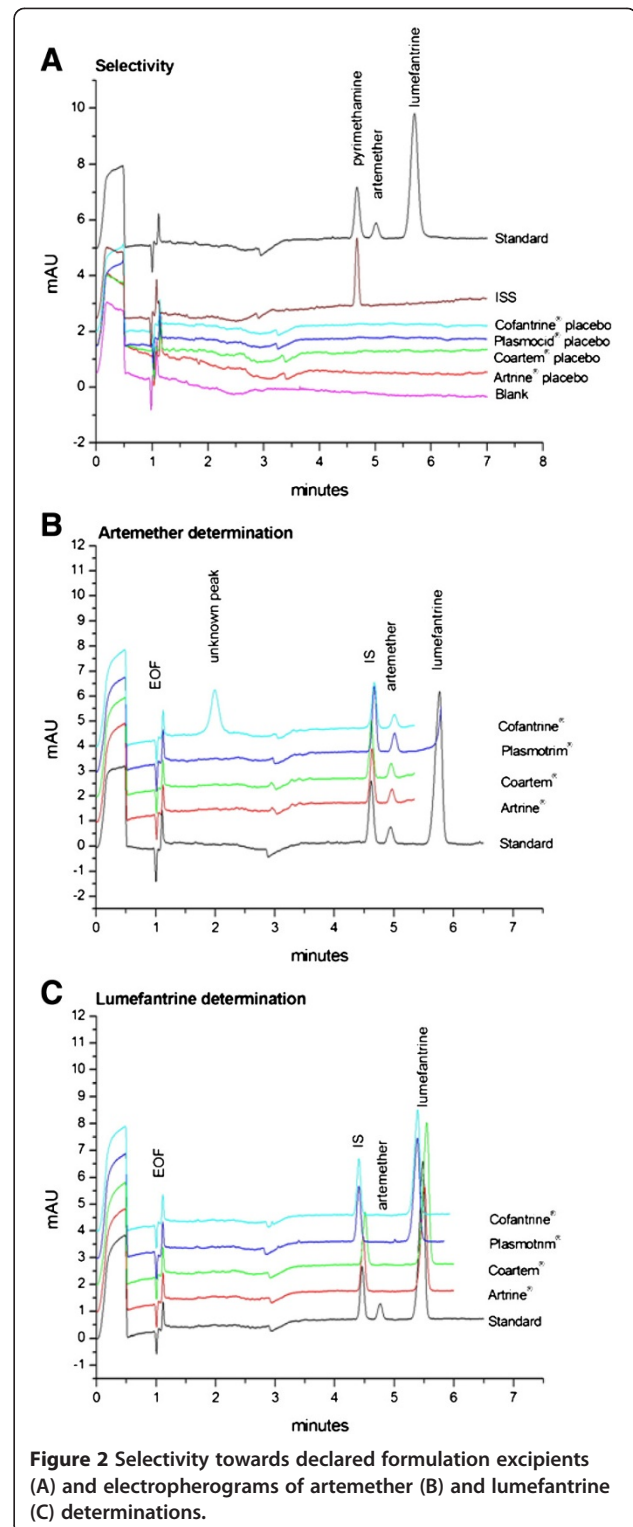 A
Selectivity
pyrimethamine
artemether
lumefantrine
10
8
6
4
2
0
-2
mAU
Standard
ISS
Cofantrine® placebo
Plasmocid® placebo
Coartem® placebo
Artrine® placebo
Blank
0 1 2 3 4 5 6 7 8
minutes
B
Artemether determination
EOF
unknown peak
IS
artemether
lumefantrine
12
11
10
9
8
7
6
5
4
3
2
1
0
-1
-2
mAU
Cofantrine®
Plasmotrim®
Coartem®
Artrine®
Standard
0 1 2 3 4 5 6 7
minutes
C
Lumefantrine determination
EOF
IS
artemether
lumefantrine
12
11
10
9
8
7
6
5
4
3
2
1
0
-1
mAU
Cofantrine®
Plasmotrim®
Coartem®
Artrine®
Standard
0 1 2 3 4 5 6 7
minutes
Figure 2 Selectivity towards declared formulation excipients
(A) and electropherograms of artemether (B) and lumefantrine
(C) determinations.